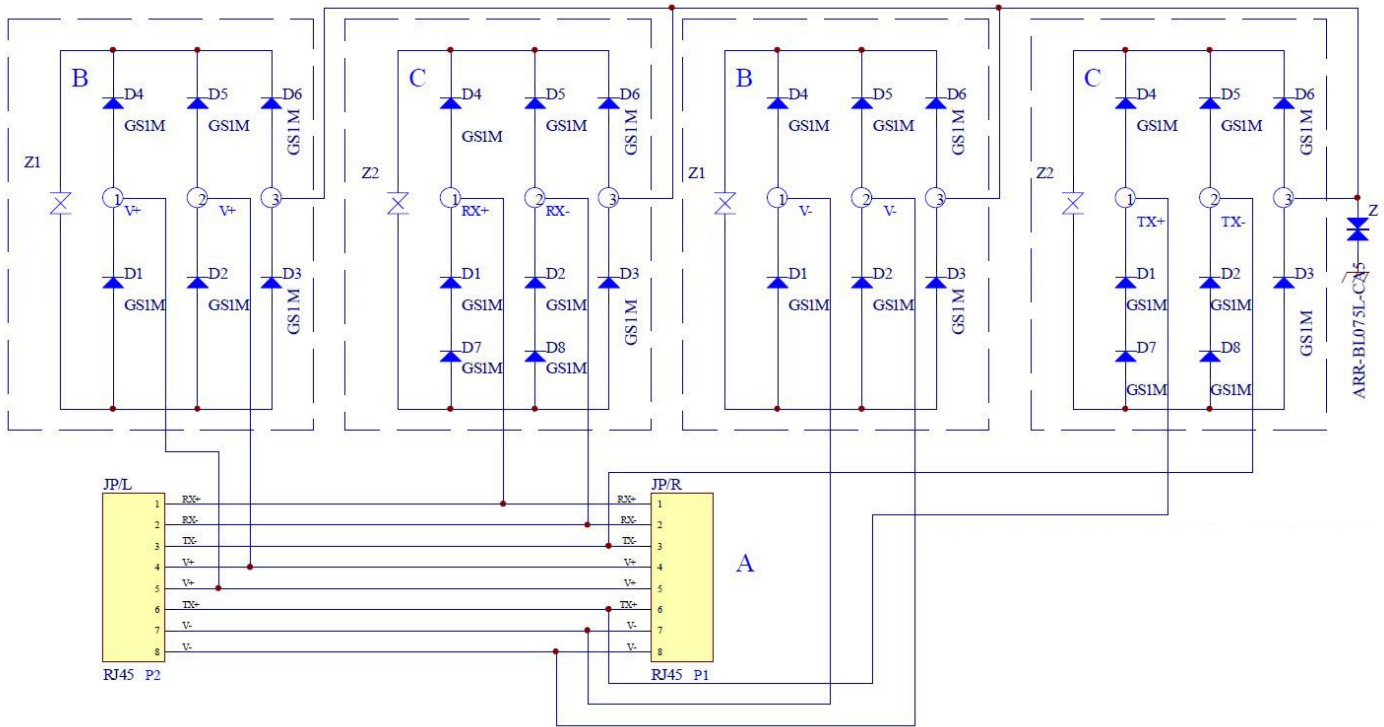 B
D4
GS1M
D5
GS1M
D6
GS1M
Z1
1
V+
2
V+
3
D1
GS1M
D2
GS1M
D3
GS1M
C
D4
GS1M
D5
GS1M
D6
GS1M
Z2
1
RX+
2
RX-
3
D1
GS1M
D2
GS1M
D3
GS1M
D7
GS1M
D8
GS1M
B
D4
GS1M
D5
GS1M
D6
GS1M
Z1
1
V-
2
V-
3
D1
GS1M
D2
GS1M
D3
GS1M
C
D4
GS1M
D5
GS1M
D6
GS1M
Z2
1
TX+
2
TX-
3
D1
GS1M
D2
GS1M
D3
GS1M
D7
GS1M
D8
GS1M
Z
ARR-BL075L-CA5
JP/L
1 RX+
2 RX-
3 TX-
4 V+
5 V+
6 TX+
7 V-
8 V-
RJ45 P2
JP/R
RX+ 1
RX- 2
TX- 3
V+ 4
V+ 5
TX+ 6
V- 7
V- 8
RJ45 P1
A